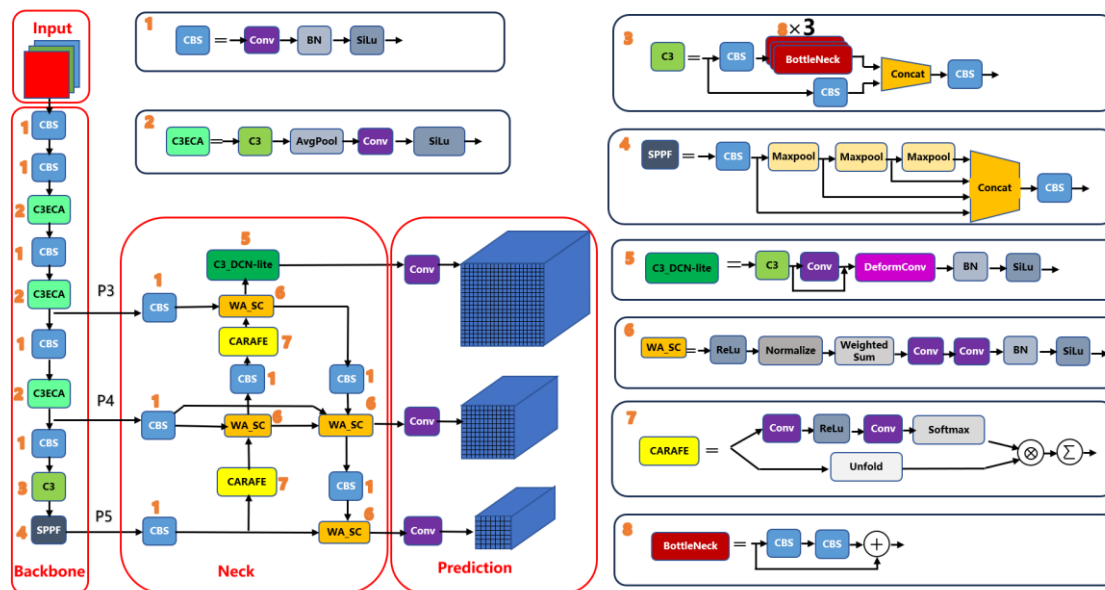 Input
1
CBS
1
CBS
2
C3ECA
1
CBS
2
C3ECA
1
CBS
2
C3ECA
1
CBS
3
C3
4
SPPF
Backbone
P3
P4
P5
5
C3_DCN-lite
1
CBS
6
WA_SC
CARAFE
7
CBS
1
CBS
1
1
CBS
6
WA_SC
6
WA_SC
CARAFE
7
CBS
1
1
CBS
6
WA_SC
Neck
Conv
Conv
Conv
Prediction
1
CBS
=
Conv
BN
SiLu
2
C3ECA
=
C3
AvgPool
Conv
SiLu
3
8×3
C3
=
CBS
BottleNeck
CBS
Concat
CBS
4
SPPF
=
CBS
Maxpool
Maxpool
Maxpool
Concat
CBS
5
C3_DCN-lite
=
C3
Conv
DeformConv
BN
SiLu
6
WA_SC
=
ReLu
Normalize
Weighted
Sum
Conv
Conv
BN
SiLu
7
CARAFE
=
Conv
ReLu
Conv
Softmax
Unfold
⊗
Σ
8
BottleNeck
=
CBS
CBS
+